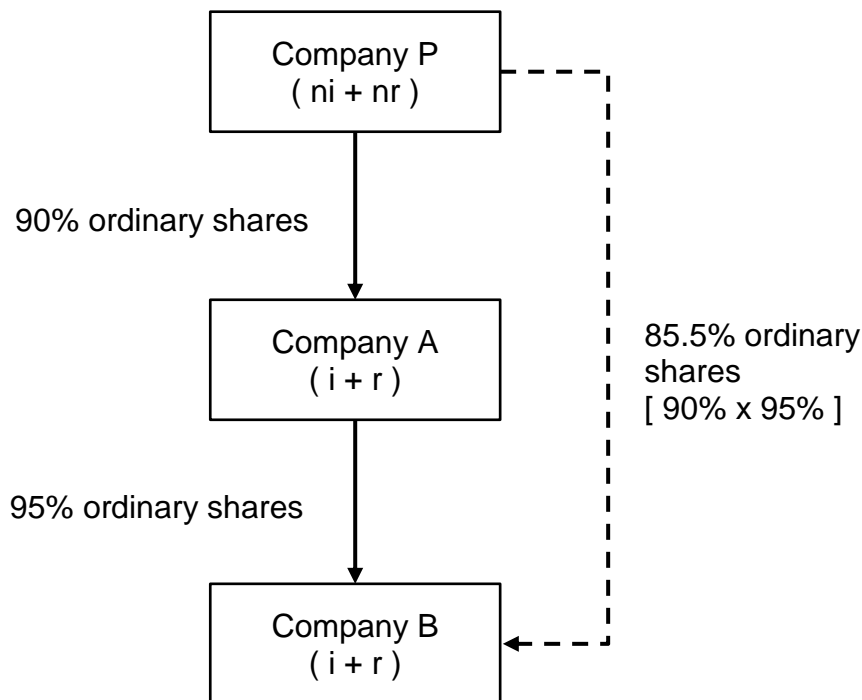 Company P
( ni + nr )
90% ordinary shares
Company A
( i + r )
85.5% ordinary
shares
[ 90% x 95% ]
95% ordinary shares
Company B
( i + r )